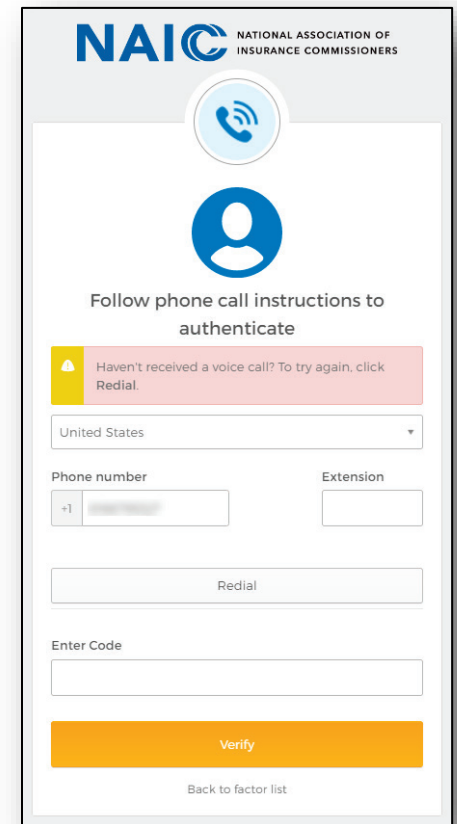 NAIC NATIONAL ASSOCIATION OF
INSURANCE COMMISSIONERS
Follow phone call instructions to
authenticate
Haven't received a voice call? To try again, click
Redial.
United States
Phone number Extension
+1
Redial
Enter Code
Verify
Back to factor list